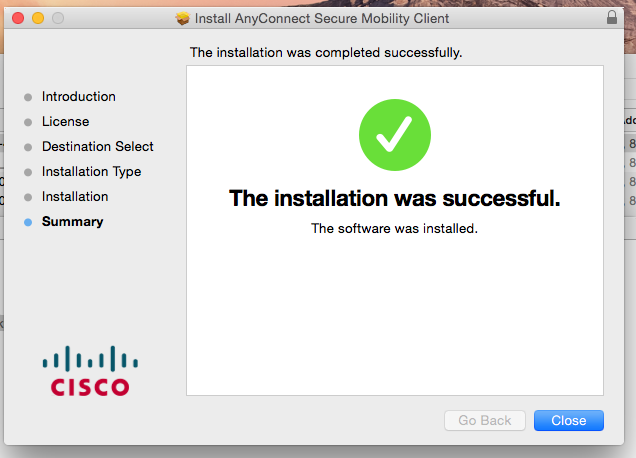 Install AnyConnect Secure Mobility Client
The installation was completed successfully.
Introduction
License
Destination Select
Installation Type
Installation
Summary
The installation was successful.
The software was installed.
CISCO
Go Back
Close